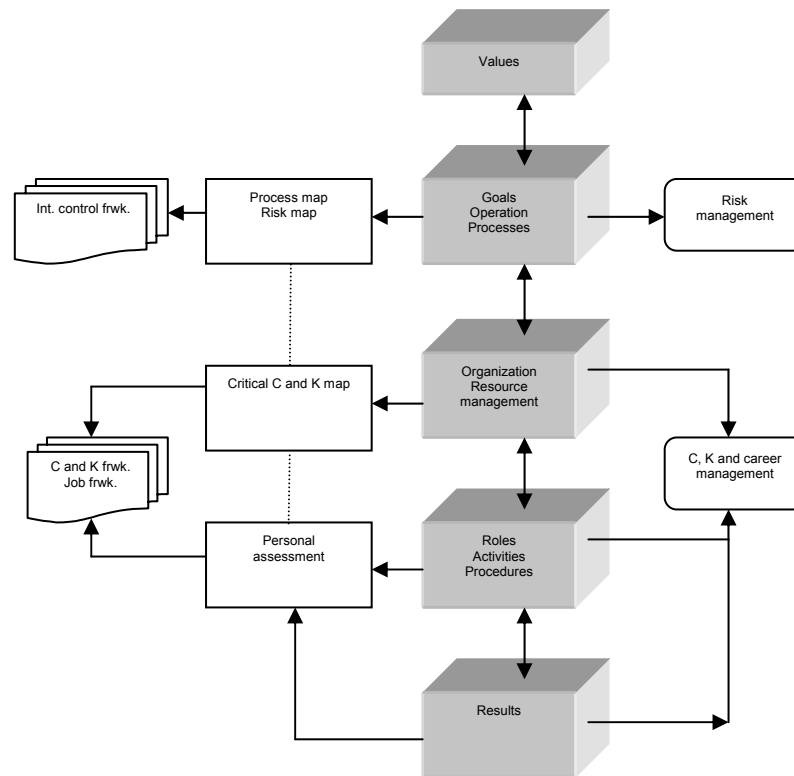 Values
Int. control frwk.
Process map
Risk map
Goals
Operation
Processes
Risk
management
Critical C and K map
Organization
Resource
management
C and K frwk.
Job frwk.
C, K and career
management
Personal
assessment
Roles
Activities
Procedures
Results